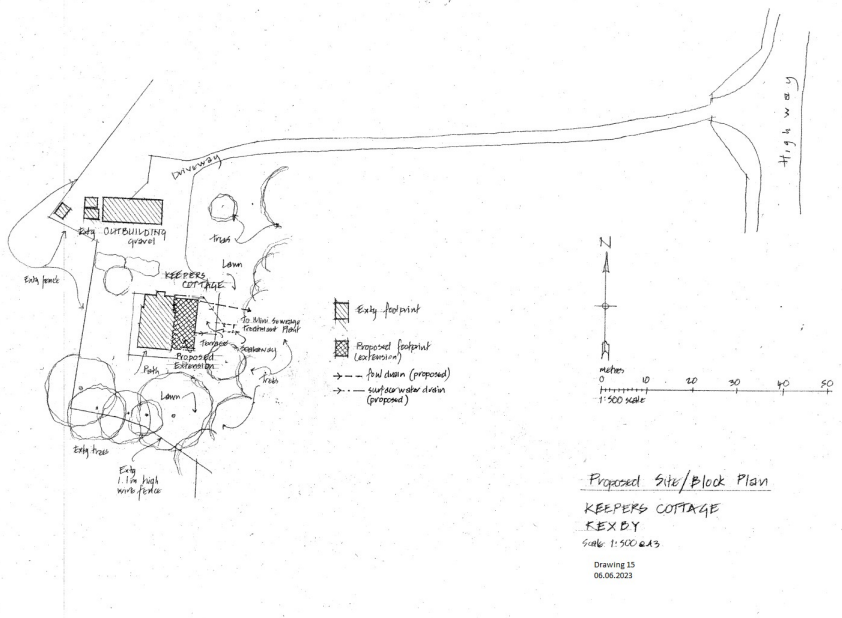 Highway
Driveway
Extg OUTBUILDING
gravel
Trees
Lawn
Extg fence
KEEPERS
COTTAGE
To Mini Sewage
Treatment Plant
Terrace
Soakaway
Proposed
Extension
Path
Trees
Lawn
Extg trees
Extg
1.1m high
wire fence
Extg footprint
Proposed footprint
(extension)
foul drain (proposed)
surface water drain
(proposed)
N
metres
0 10 20 30 40 50
1:500 scale
Proposed Site/Block Plan
KEEPERS COTTAGE
KEXBY
Scale: 1:500 @ A3
Drawing 15
06.06.2023